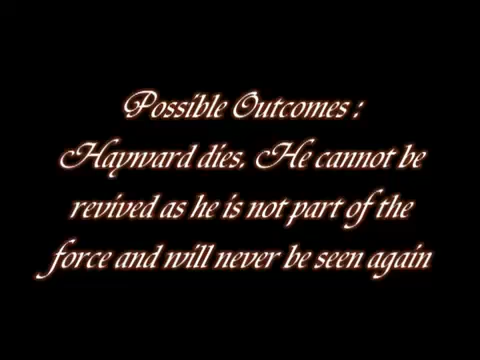 Possible Outcomes :
Hayward dies. He cannot be
revived as he is not part of the
force and will never be seen again